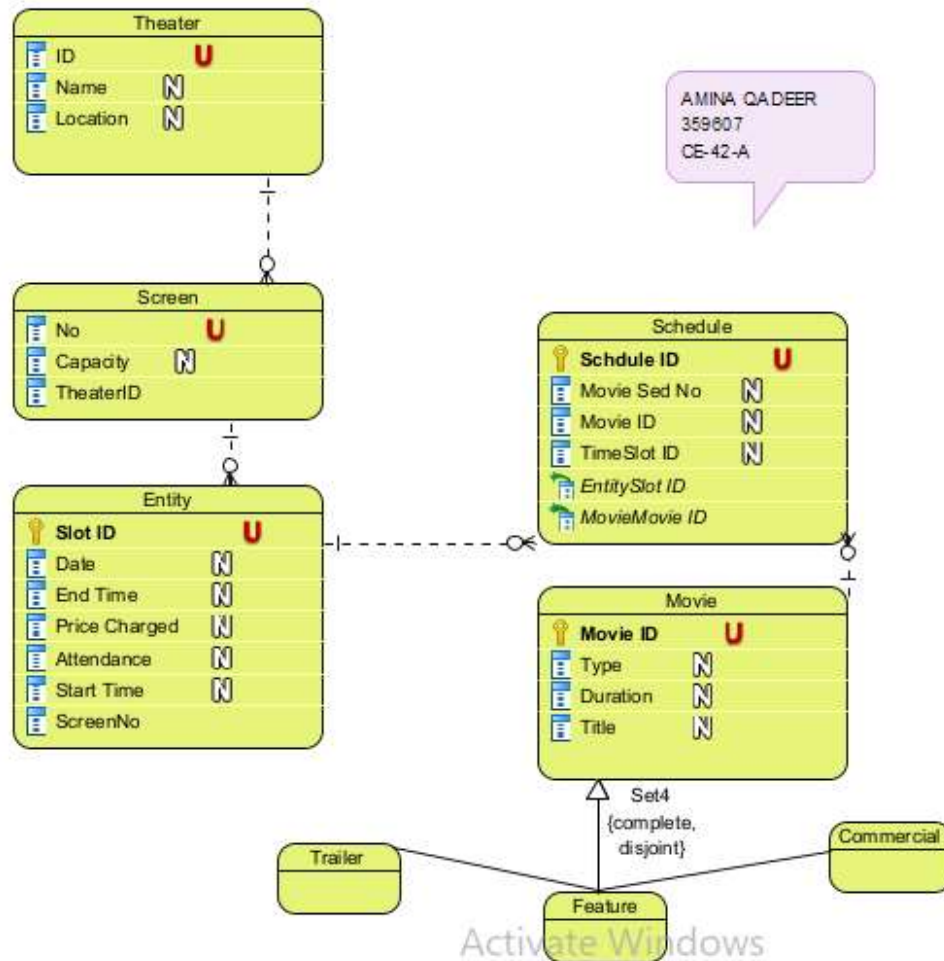 Theater
ID U
Name N
Location N
AMINA QADEER
359607
CE-42-A
Screen
No U
Capacity N
TheaterID
Schedule
Schdule ID U
Movie Sed No N
Movie ID N
TimeSlot ID N
EntitySlot ID
MovieMovie ID
Entity
Slot ID U
Date N
End Time N
Price Charged N
Attendance N
Start Time N
ScreenNo
Movie
Movie ID U
Type N
Duration N
Title N
Set4
{complete,
disjoint}
Trailer
Feature
Commercial
Activate Windows